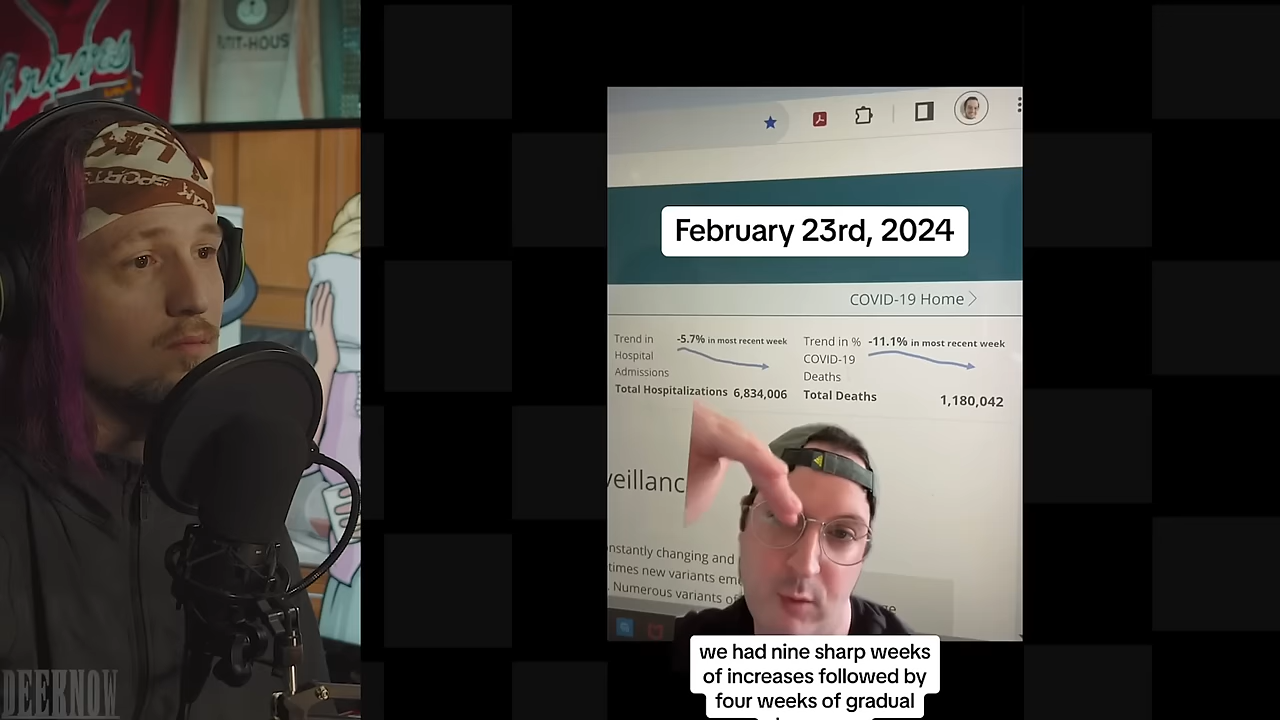 Braves
February 23rd, 2024
COVID-19 Home
Trend in
Hospital
Admissions
-5.7% in most recent week
Total Hospitalizations 6,834,006
Trend in %
COVID-19
Deaths
-11.1% in most recent week
Total Deaths 1,180,042
veillanc
nstantly changing and
times new variants em
. Numerous variants of
SPORTS
DEEKNOW
we had nine sharp weeks
of increases followed by
four weeks of gradual